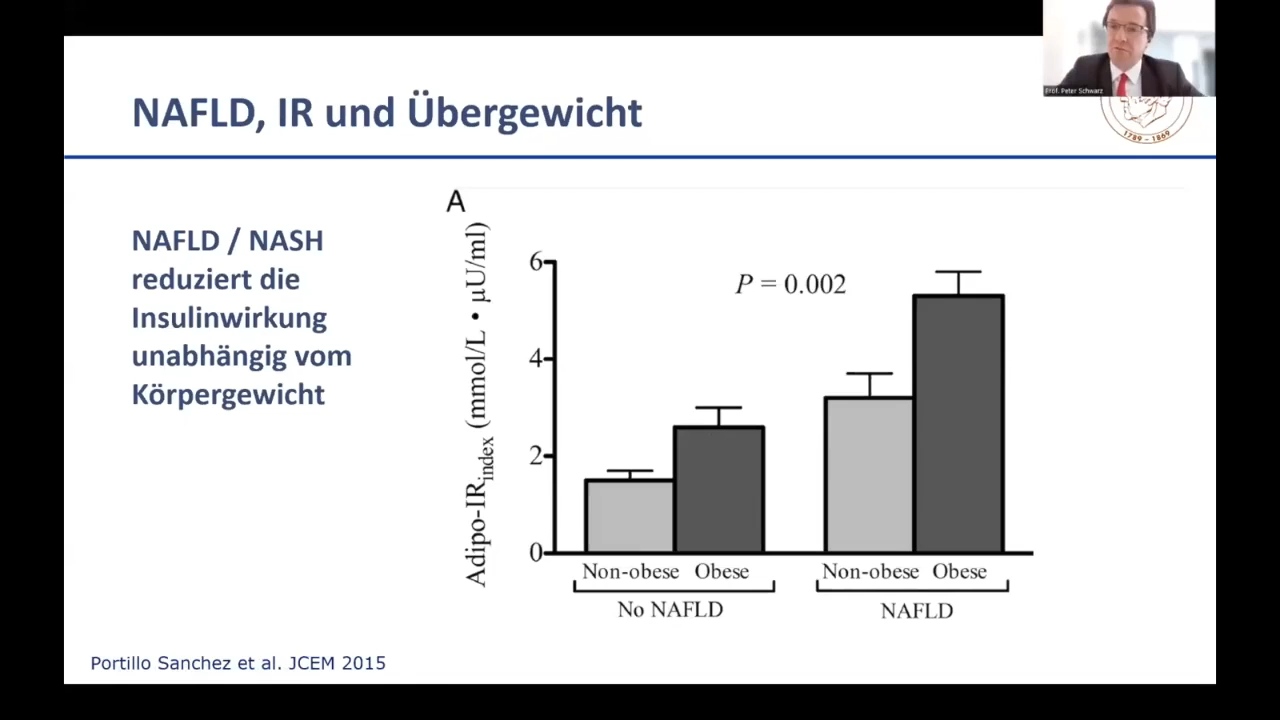 Prof. Peter Schwarz
1789 – 1869
NAFLD, IR und Übergewicht
NAFLD / NASH
reduziert die
Insulinwirkung
unabhängig vom
Körpergewicht
A
Adipo-IRindex (mmol/L • µU/ml)
6
4
2
0
P = 0.002
Non-obese Obese Non-obese Obese
No NAFLD NAFLD
Portillo Sanchez et al. JCEM 2015